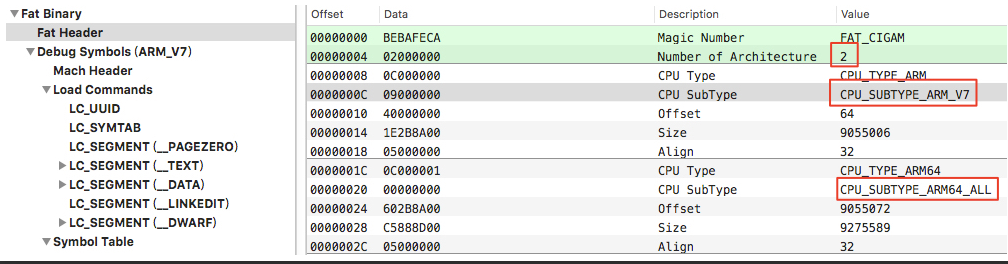 Fat Binary
Fat Header
Debug Symbols (ARM_V7)
Mach Header
Load Commands
LC_UUID
LC_SYMTAB
LC_SEGMENT (__PAGEZERO)
LC_SEGMENT (__TEXT)
LC_SEGMENT (__DATA)
LC_SEGMENT (__LINKEDIT)
LC_SEGMENT (__DWARF)
Symbol Table
Offset Data Description Value
00000000 BEBAFECA Magic Number FAT_CIGAM
00000004 02000000 Number of Architecture 2
00000008 0C000000 CPU Type CPU_TYPE_ARM
0000000C 09000000 CPU SubType CPU_SUBTYPE_ARM_V7
00000010 40000000 Offset 64
00000014 1E2B8A00 Size 9055006
00000018 05000000 Align 32
0000001C 0C000001 CPU Type CPU_TYPE_ARM64
00000020 00000000 CPU SubType CPU_SUBTYPE_ARM64_ALL
00000024 602B8A00 Offset 9055072
00000028 C5888D00 Size 9275589
0000002C 05000000 Align 32